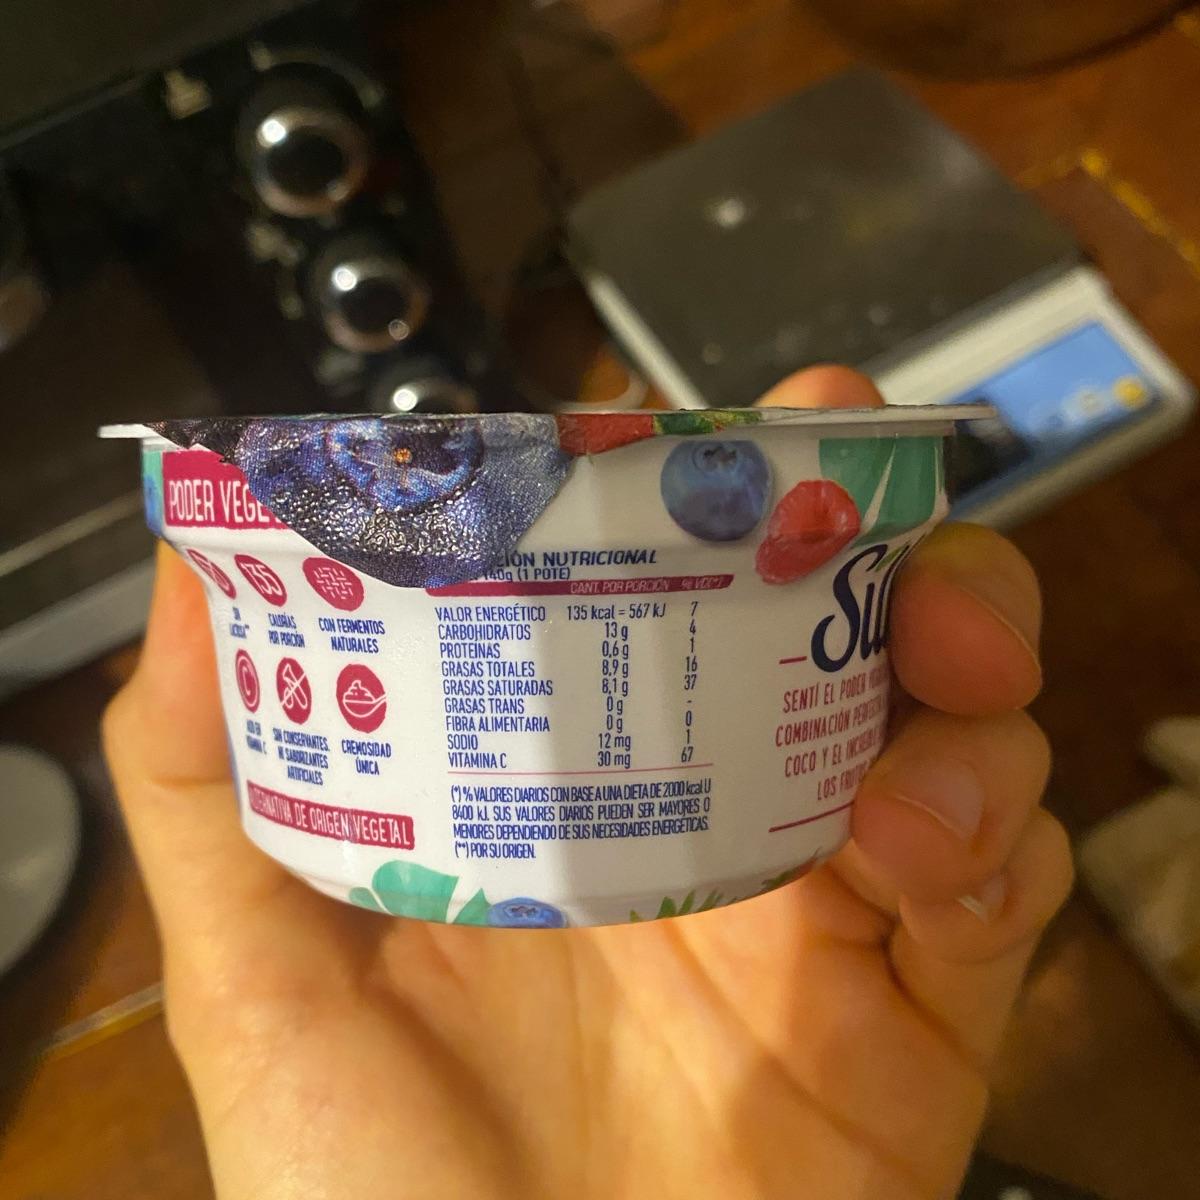 PODER VEGE
135
SIN
LACTOSA**
CALORÍAS
POR PORCIÓN
CON FERMENTOS
NATURALES
ALTO EN
VITAMINA C
SIN CONSERVANTES,
NI SABORIZANTES
ARTIFICIALES
CREMOSIDAD
ÚNICA
ALTERNATIVA DE ORIGEN VEGETAL
CIÓN NUTRICIONAL
140g (1 POTE)
CANT. POR PORCIÓN % VD(*)
VALOR ENERGÉTICO 135 kcal = 567 kJ 7
CARBOHIDRATOS 13 g 4
PROTEÍNAS 0,6 g 1
GRASAS TOTALES 8,9 g 16
GRASAS SATURADAS 8,1 g 37
GRASAS TRANS 0 g -
FIBRA ALIMENTARIA 0 g 0
SODIO 12 mg 1
VITAMINA C 30 mg 67
(*) % VALORES DIARIOS CON BASE A UNA DIETA DE 2000 kcal U
8400 kJ. SUS VALORES DIARIOS PUEDEN SER MAYORES O
MENORES DEPENDIENDO DE SUS NECESIDADES ENERGÉTICAS.
(**) POR SU ORIGEN.
SENTÍ EL PODER
COMBINACIÓN
COCO Y EL
LOS